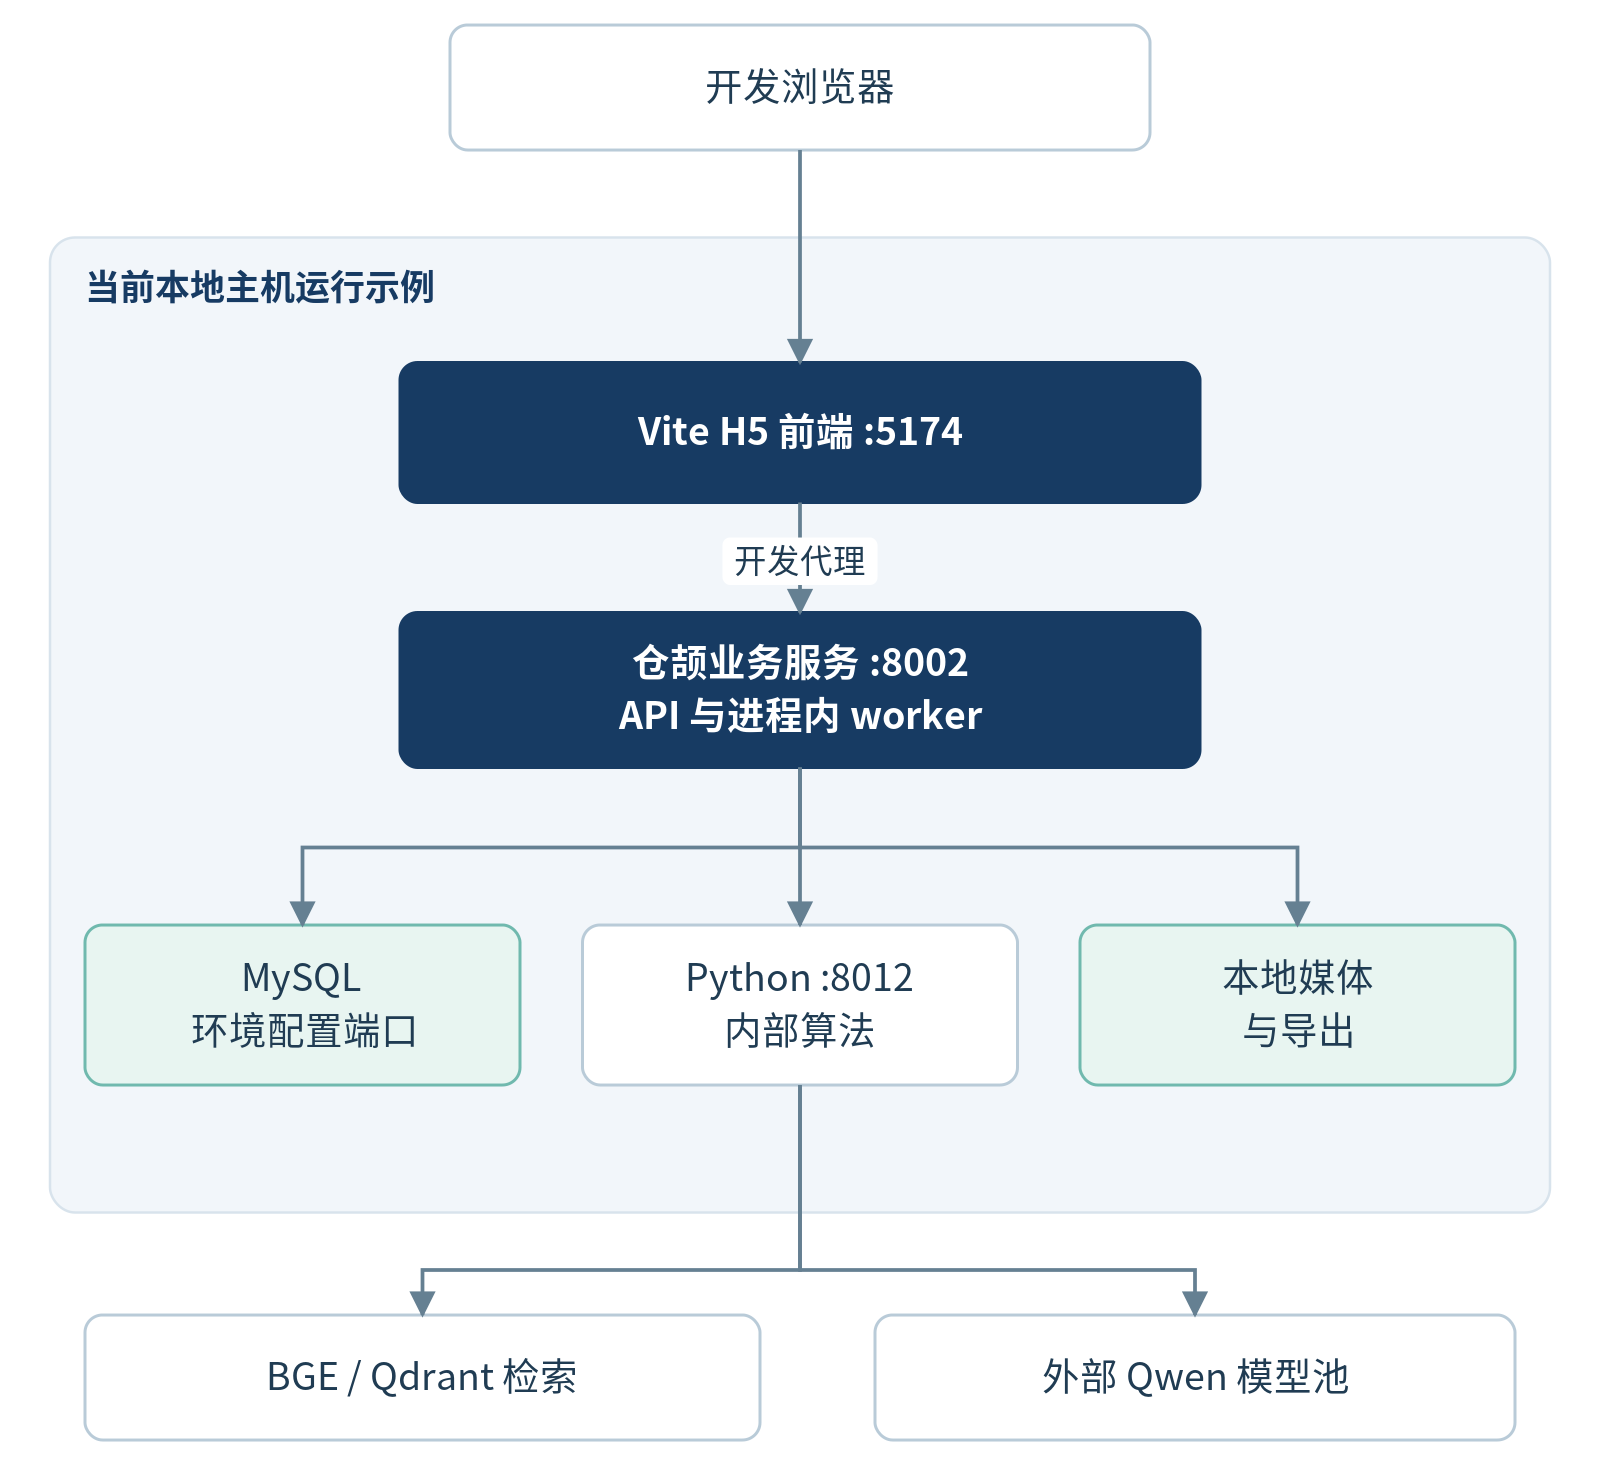 开发浏览器
当前本地主机运行示例
Vite H5 前端 :5174
开发代理
仓颉业务服务 :8002
API 与进程内 worker
MySQL
环境配置端口
Python :8012
内部算法
本地媒体
与导出
BGE / Qdrant 检索
外部 Qwen 模型池